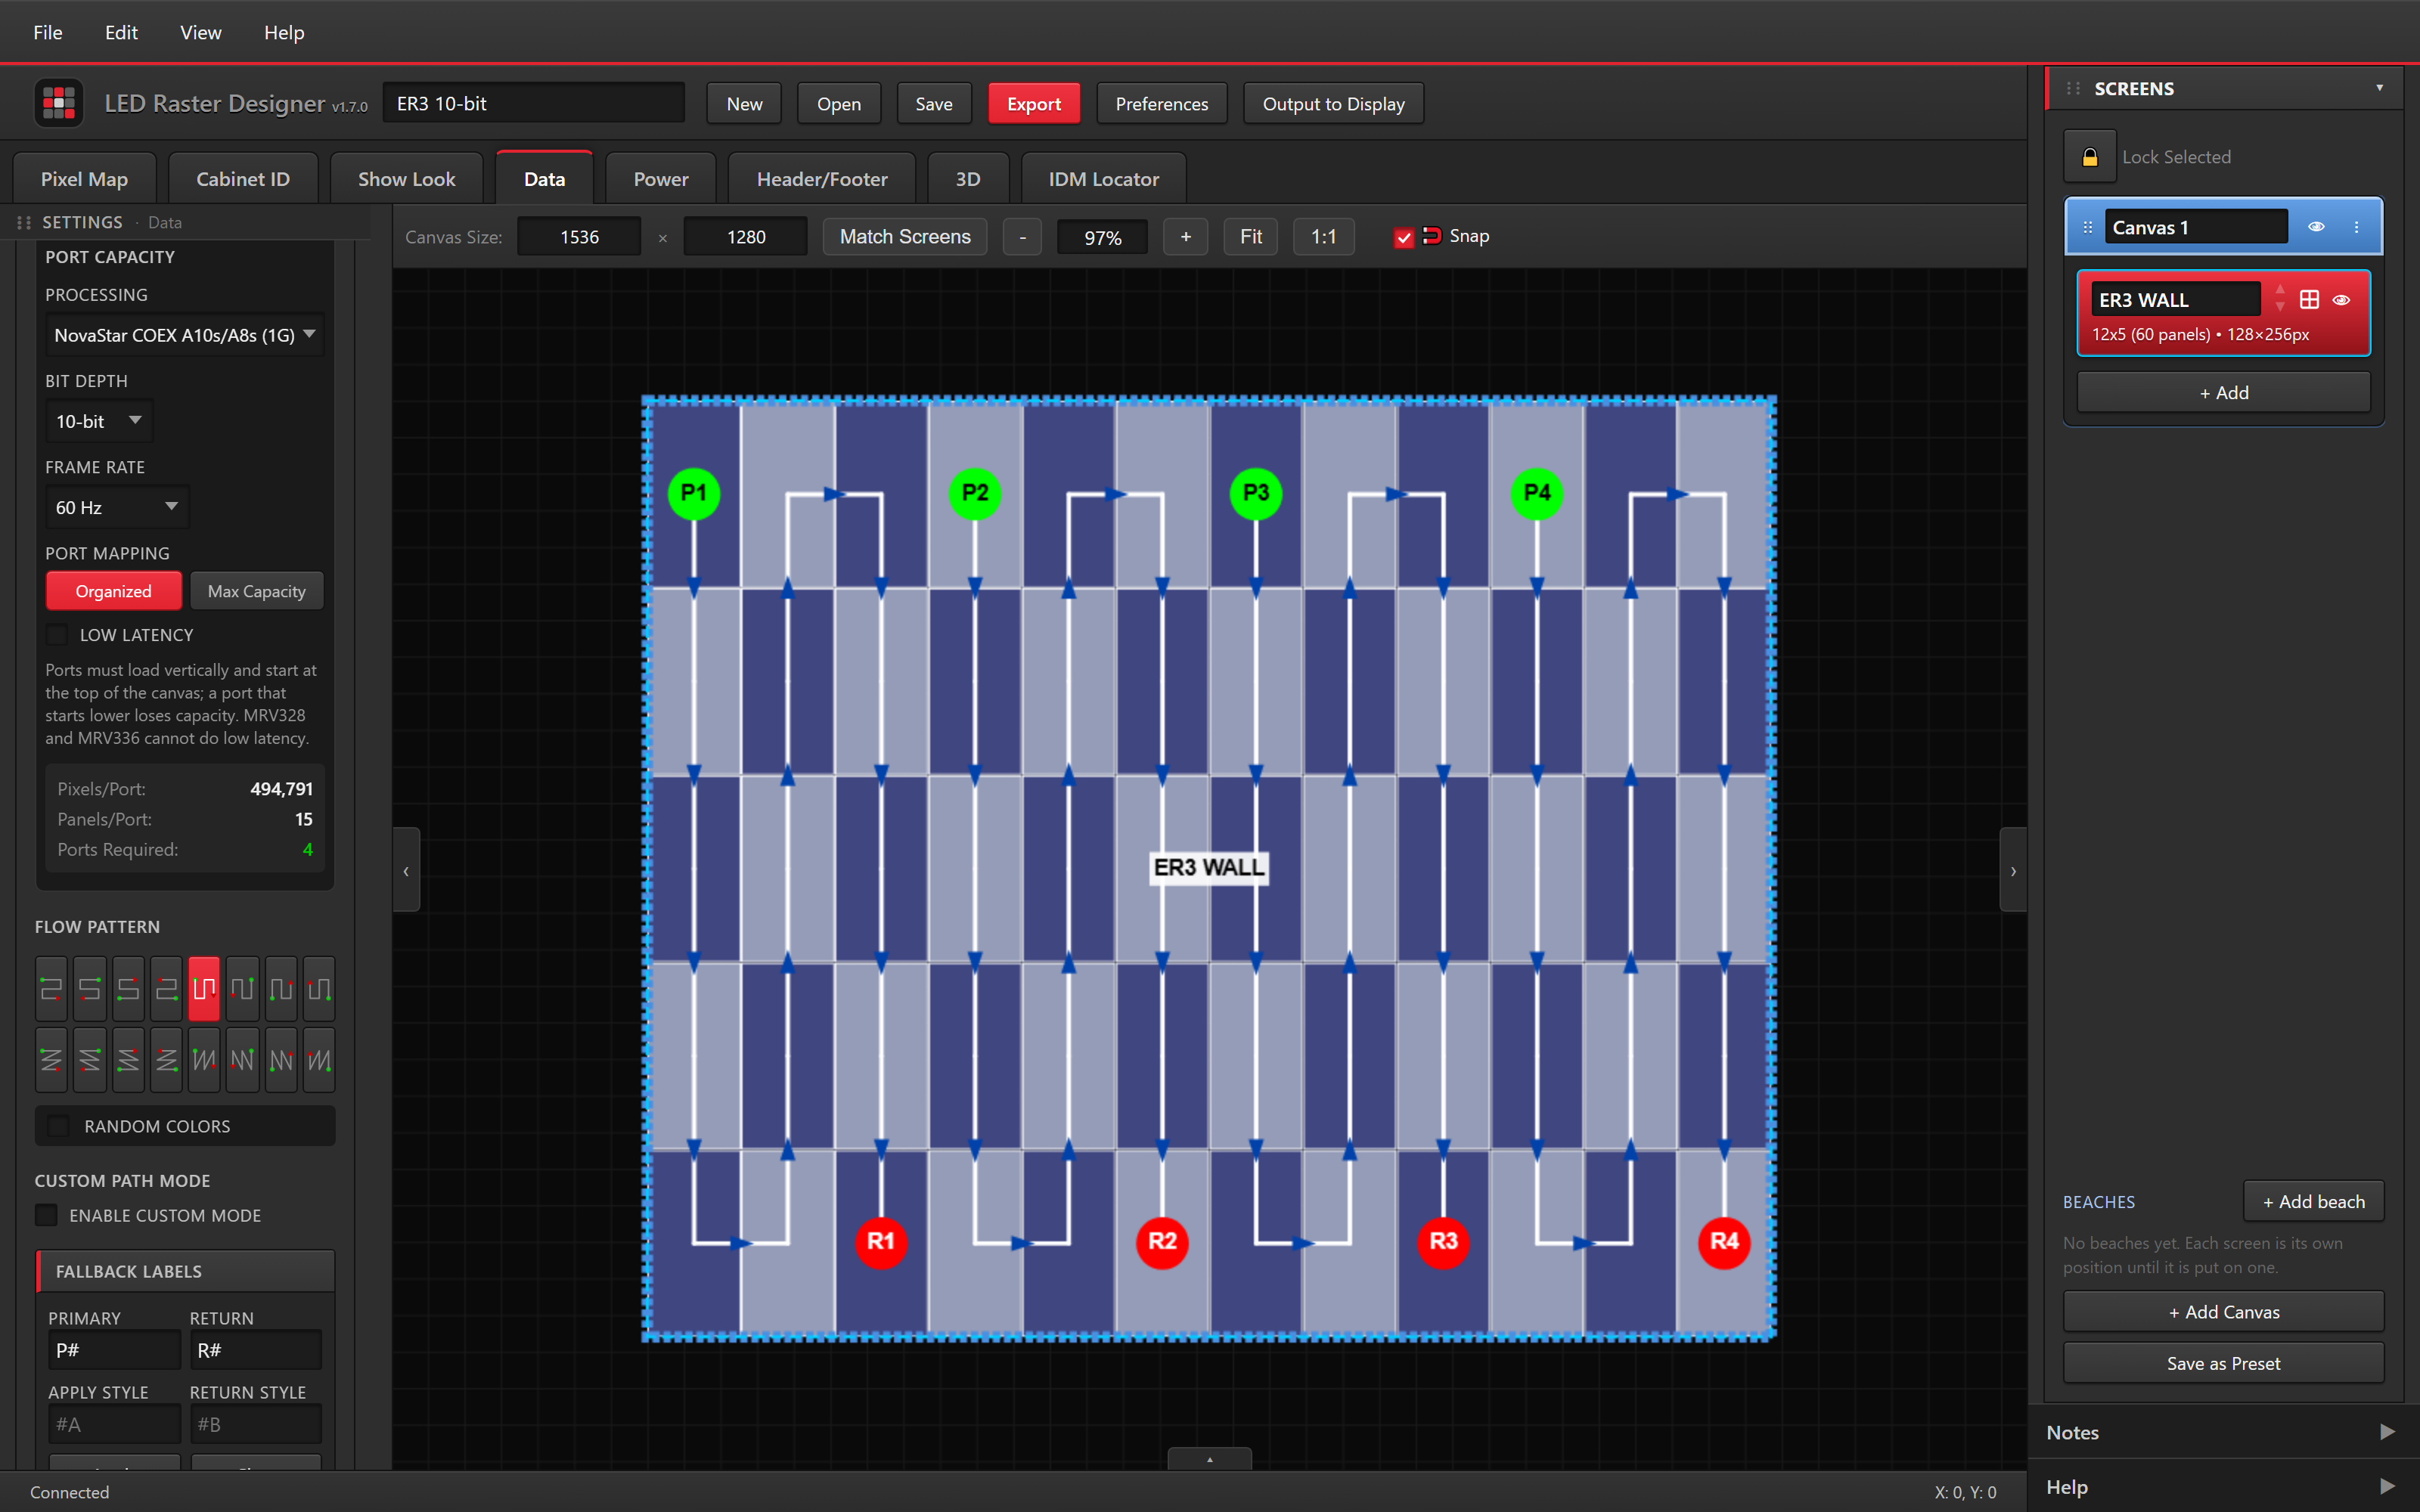 File Edit View Help
LED Raster Designer v1.7.0 ER3 10-bit New Open Save Export Preferences Output to Display
Pixel Map Cabinet ID Show Look Data Power Header/Footer 3D IDM Locator
SETTINGS · Data
Canvas Size: 1536 × 1280 Match Screens - 97% + Fit 1:1 Snap
PORT CAPACITY
PROCESSING
NovaStar COEX A10s/A8s (1G)
BIT DEPTH
10-bit
FRAME RATE
60 Hz
PORT MAPPING
Organized Max Capacity
LOW LATENCY
Ports must load vertically and start at
the top of the canvas; a port that
starts lower loses capacity. MRV328
and MRV336 cannot do low latency.
Pixels/Port: 494,791
Panels/Port: 15
Ports Required: 4
FLOW PATTERN
RANDOM COLORS
CUSTOM PATH MODE
ENABLE CUSTOM MODE
FALLBACK LABELS
PRIMARY RETURN
P# R#
APPLY STYLE RETURN STYLE
#A #B
P1 P2 P3 P4
ER3 WALL
R1 R2 R3 R4
SCREENS
Lock Selected
Canvas 1
ER3 WALL
12x5 (60 panels) • 128×256px
+ Add
BEACHES + Add beach
No beaches yet. Each screen is its own
position until it is put on one.
+ Add Canvas
Save as Preset
Notes
Help
Connected X: 0, Y: 0